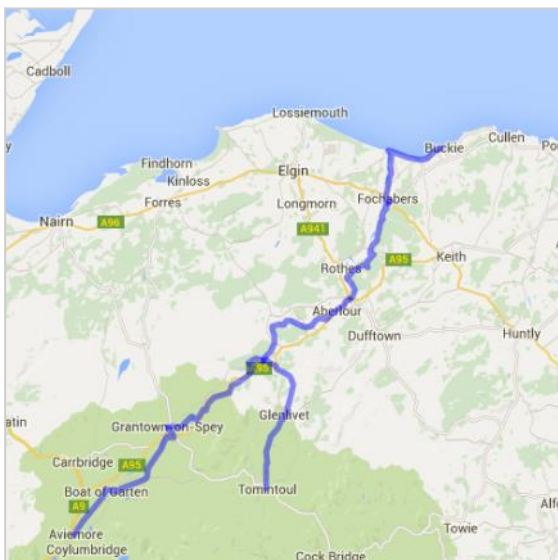 Cadboll
Lossiemouth
Cullen
Buckie
Findhorn
Kinloss
Elgin
Fochabers
Nairn
A96
Forres
Longmorn
A941
Rothes
A95
Keith
Aberlour
Dufftown
Huntly
Glenlivet
Grantown-on-Spey
Carrbridge
A95
Boat of Garten
Tomintoul
A9
Towie
Aviemore
Coylumbridge
Cock Bridge